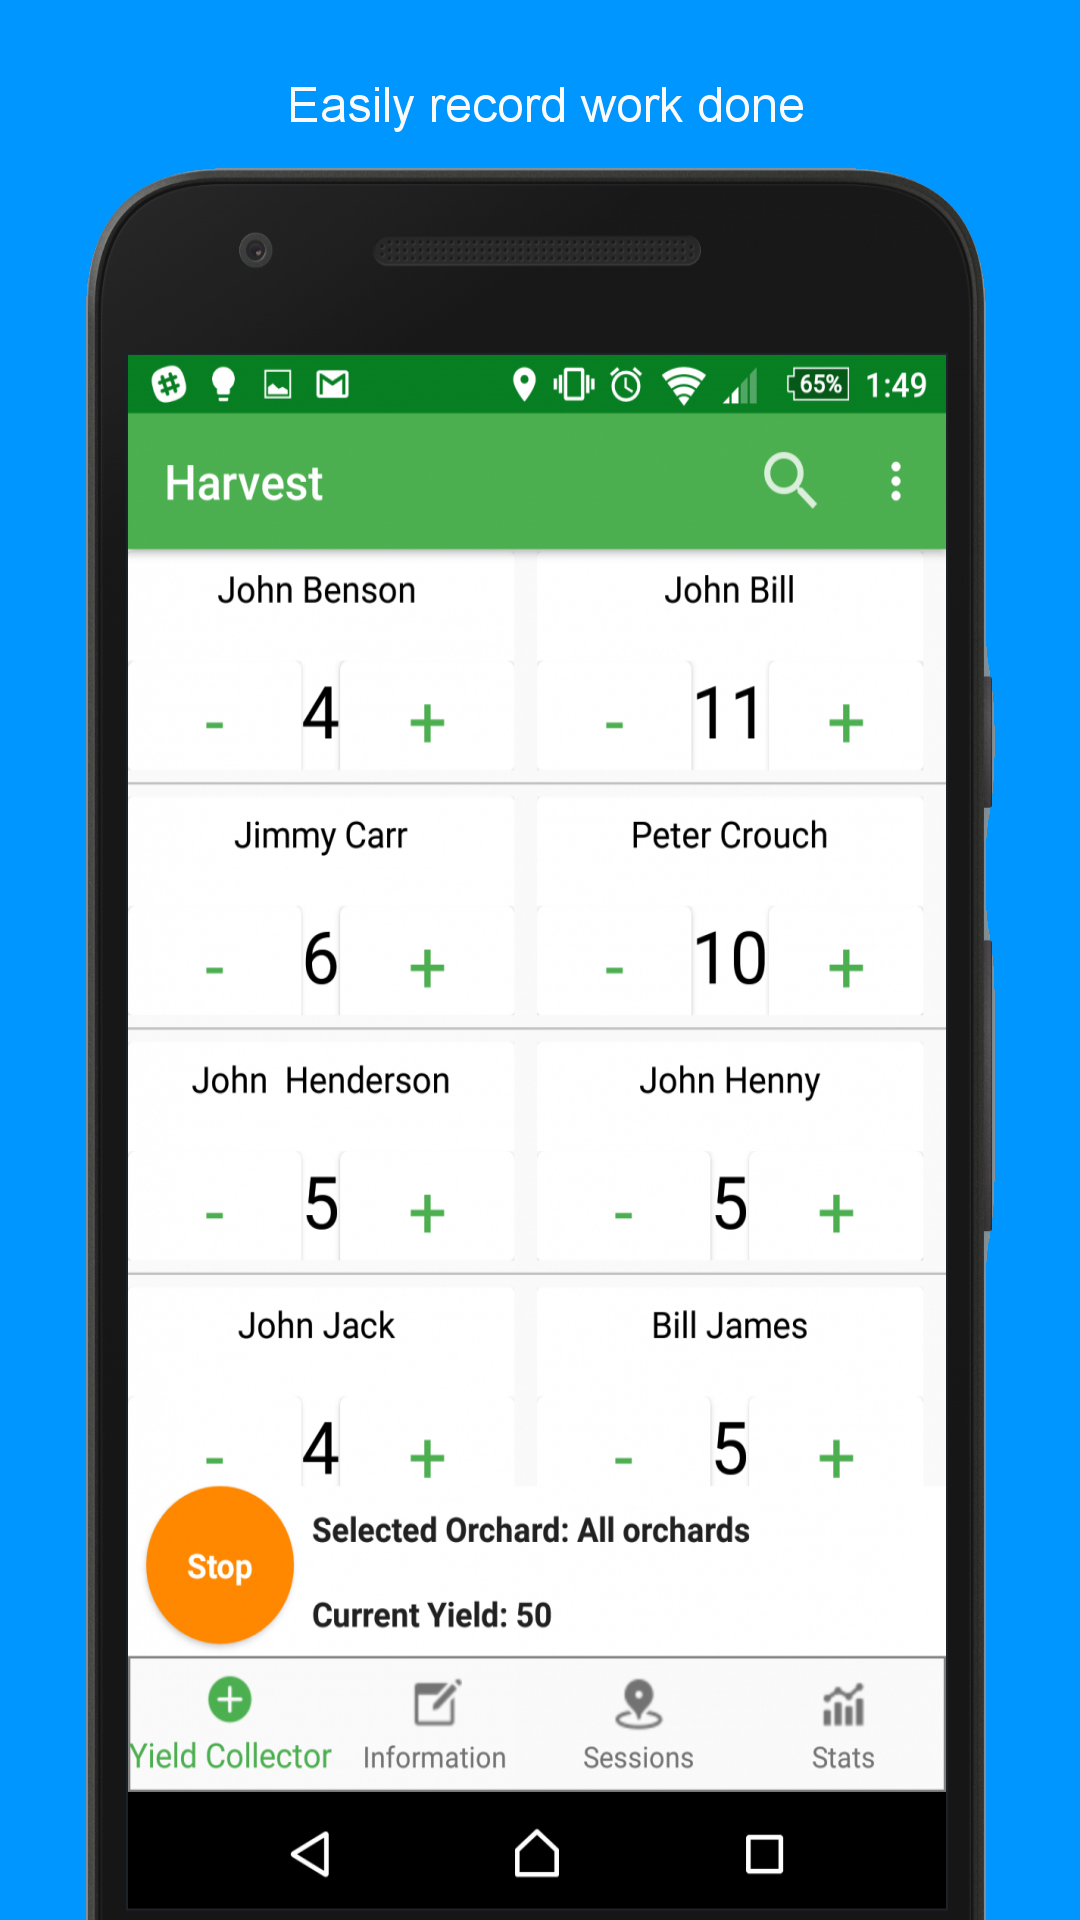 Easily record work done
65% 1:49
Harvest
John Benson John Bill
- 4 + - 11 +
Jimmy Carr Peter Crouch
- 6 + - 10 +
John  Henderson John Henny
- 5 + - 5 +
John Jack Bill James
- 4 + - 5 +
Selected Orchard: All orchards
Stop
Current Yield: 50
Yield Collector Information Sessions Stats